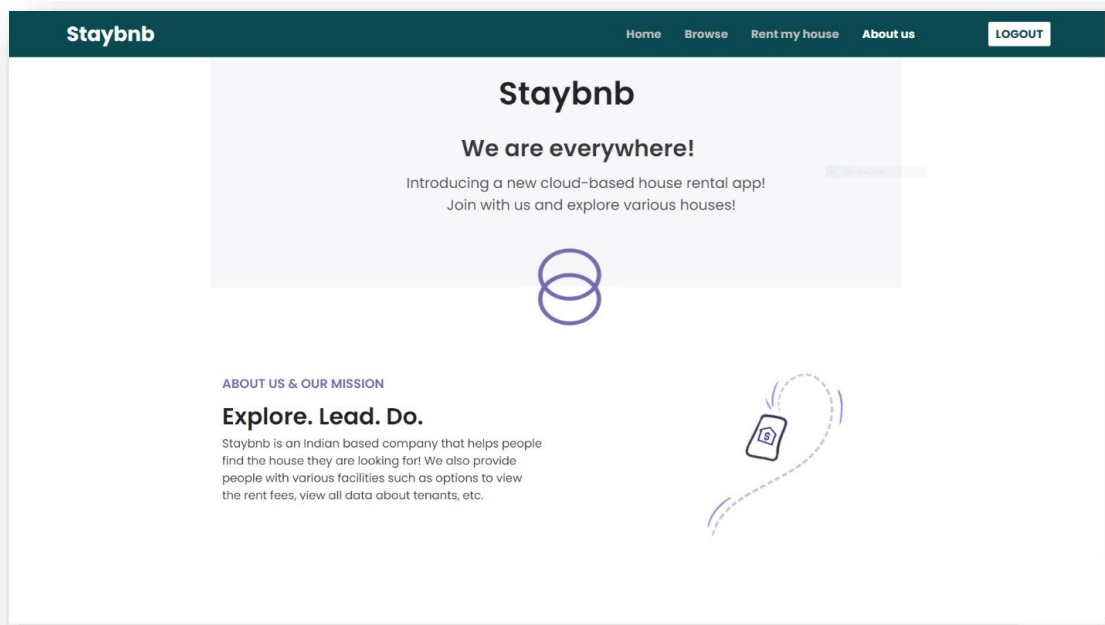 Staybnb
Home Browse Rent my house About us LOGOUT
Staybnb
We are everywhere!
Introducing a new cloud-based house rental app!
Join with us and explore various houses!
ABOUT US & OUR MISSION
Explore. Lead. Do.
Staybnb is an Indian based company that helps people
find the house they are looking for! We also provide
people with various facilities such as options to view
the rent fees, view all data about tenants, etc.
$